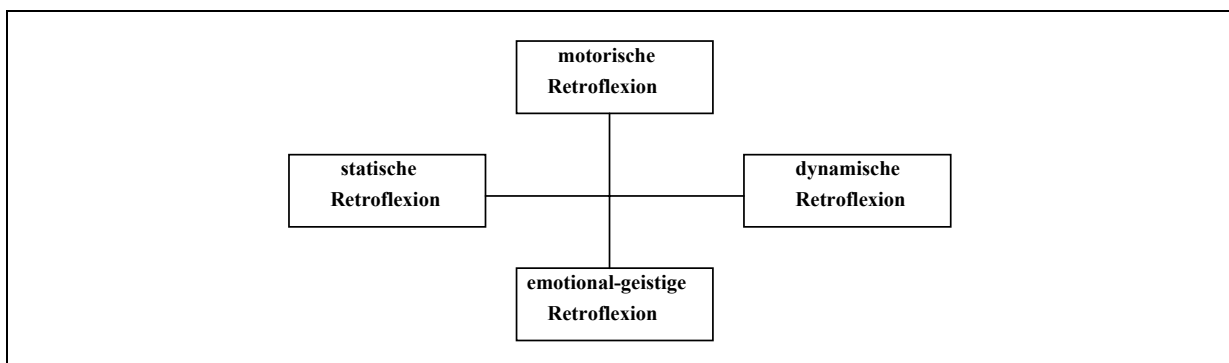 motorische
Retroflexion
statische
Retroflexion
dynamische
Retroflexion
emotional-geistige
Retroflexion